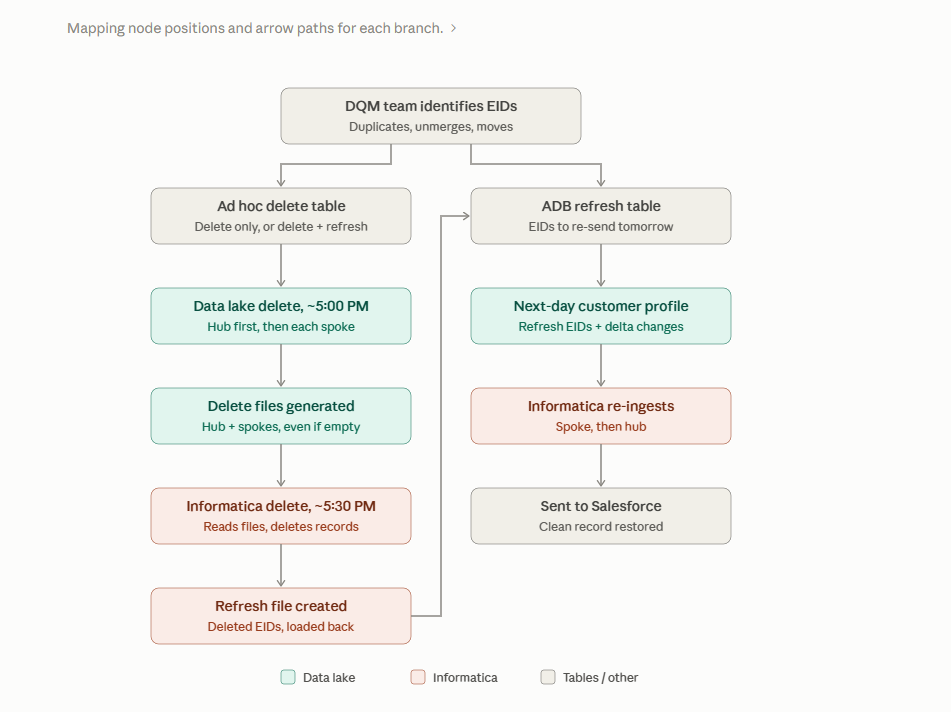 Mapping node positions and arrow paths for each branch. >
DQM team identifies EIDs
Duplicates, unmerges, moves
Ad hoc delete table
Delete only, or delete + refresh
ADB refresh table
EIDs to re-send tomorrow
Data lake delete, ~5:00 PM
Hub first, then each spoke
Next-day customer profile
Refresh EIDs + delta changes
Delete files generated
Hub + spokes, even if empty
Informatica re-ingests
Spoke, then hub
Informatica delete, ~5:30 PM
Reads files, deletes records
Sent to Salesforce
Clean record restored
Refresh file created
Deleted EIDs, loaded back
Data lake
Informatica
Tables / other